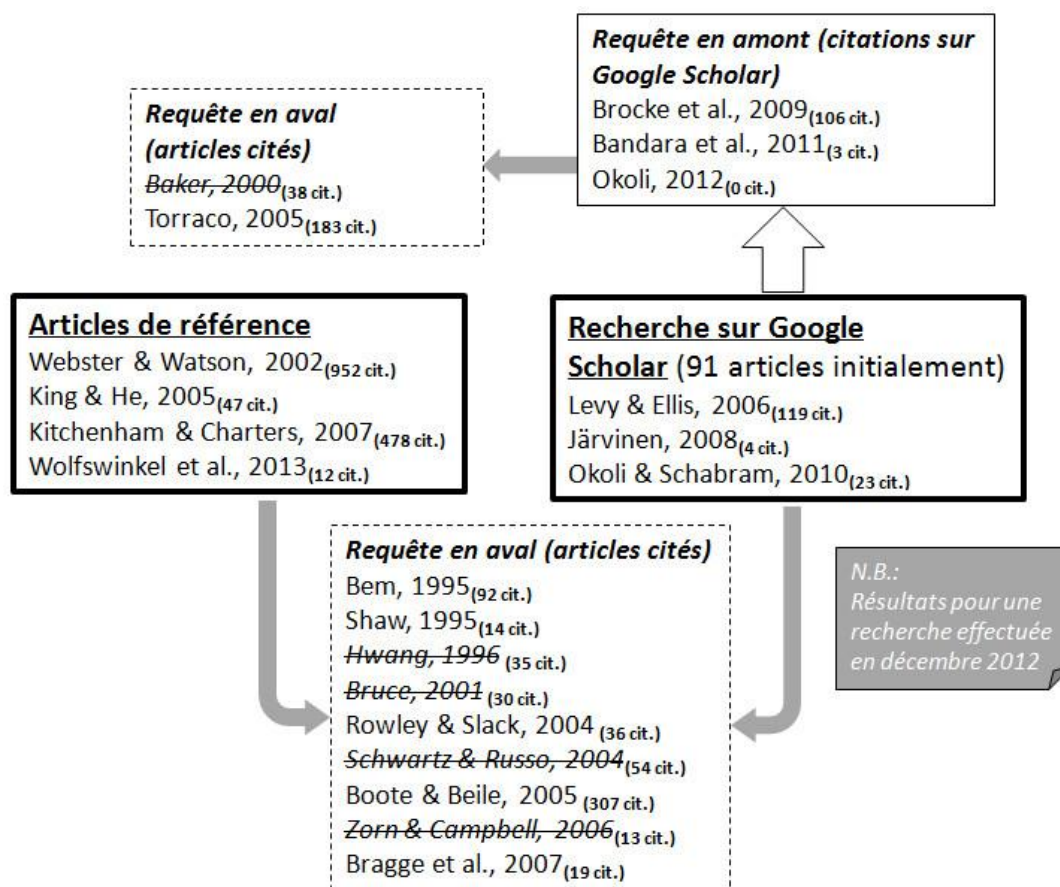 Requête en amont (citations sur
Google Scholar)
Brocke et al., 2009(106 cit.)
Bandara et al., 2011(3 cit.)
Okoli, 2012(0 cit.)
Requête en aval
(articles cités)
Baker, 2000(38 cit.)
Torraco, 2005(183 cit.)
Articles de référence
Webster & Watson, 2002(952 cit.)
King & He, 2005(47 cit.)
Kitchenham & Charters, 2007(478 cit.)
Wolfswinkel et al., 2013(12 cit.)
Recherche sur Google
Scholar (91 articles initialement)
Levy & Ellis, 2006(119 cit.)
Järvinen, 2008(4 cit.)
Okoli & Schabram, 2010(23 cit.)
Requête en aval (articles cités)
Bem, 1995(92 cit.)
Shaw, 1995(14 cit.)
Hwang, 1996 (35 cit.)
Bruce, 2001(30 cit.)
Rowley & Slack, 2004 (36 cit.)
Schwartz & Russo, 2004(54 cit.)
Boote & Beile, 2005 (307 cit.)
Zorn & Campbell, 2006(13 cit.)
Bragge et al., 2007(19 cit.)
N.B.:
Résultats pour une
recherche effectuée
en décembre 2012